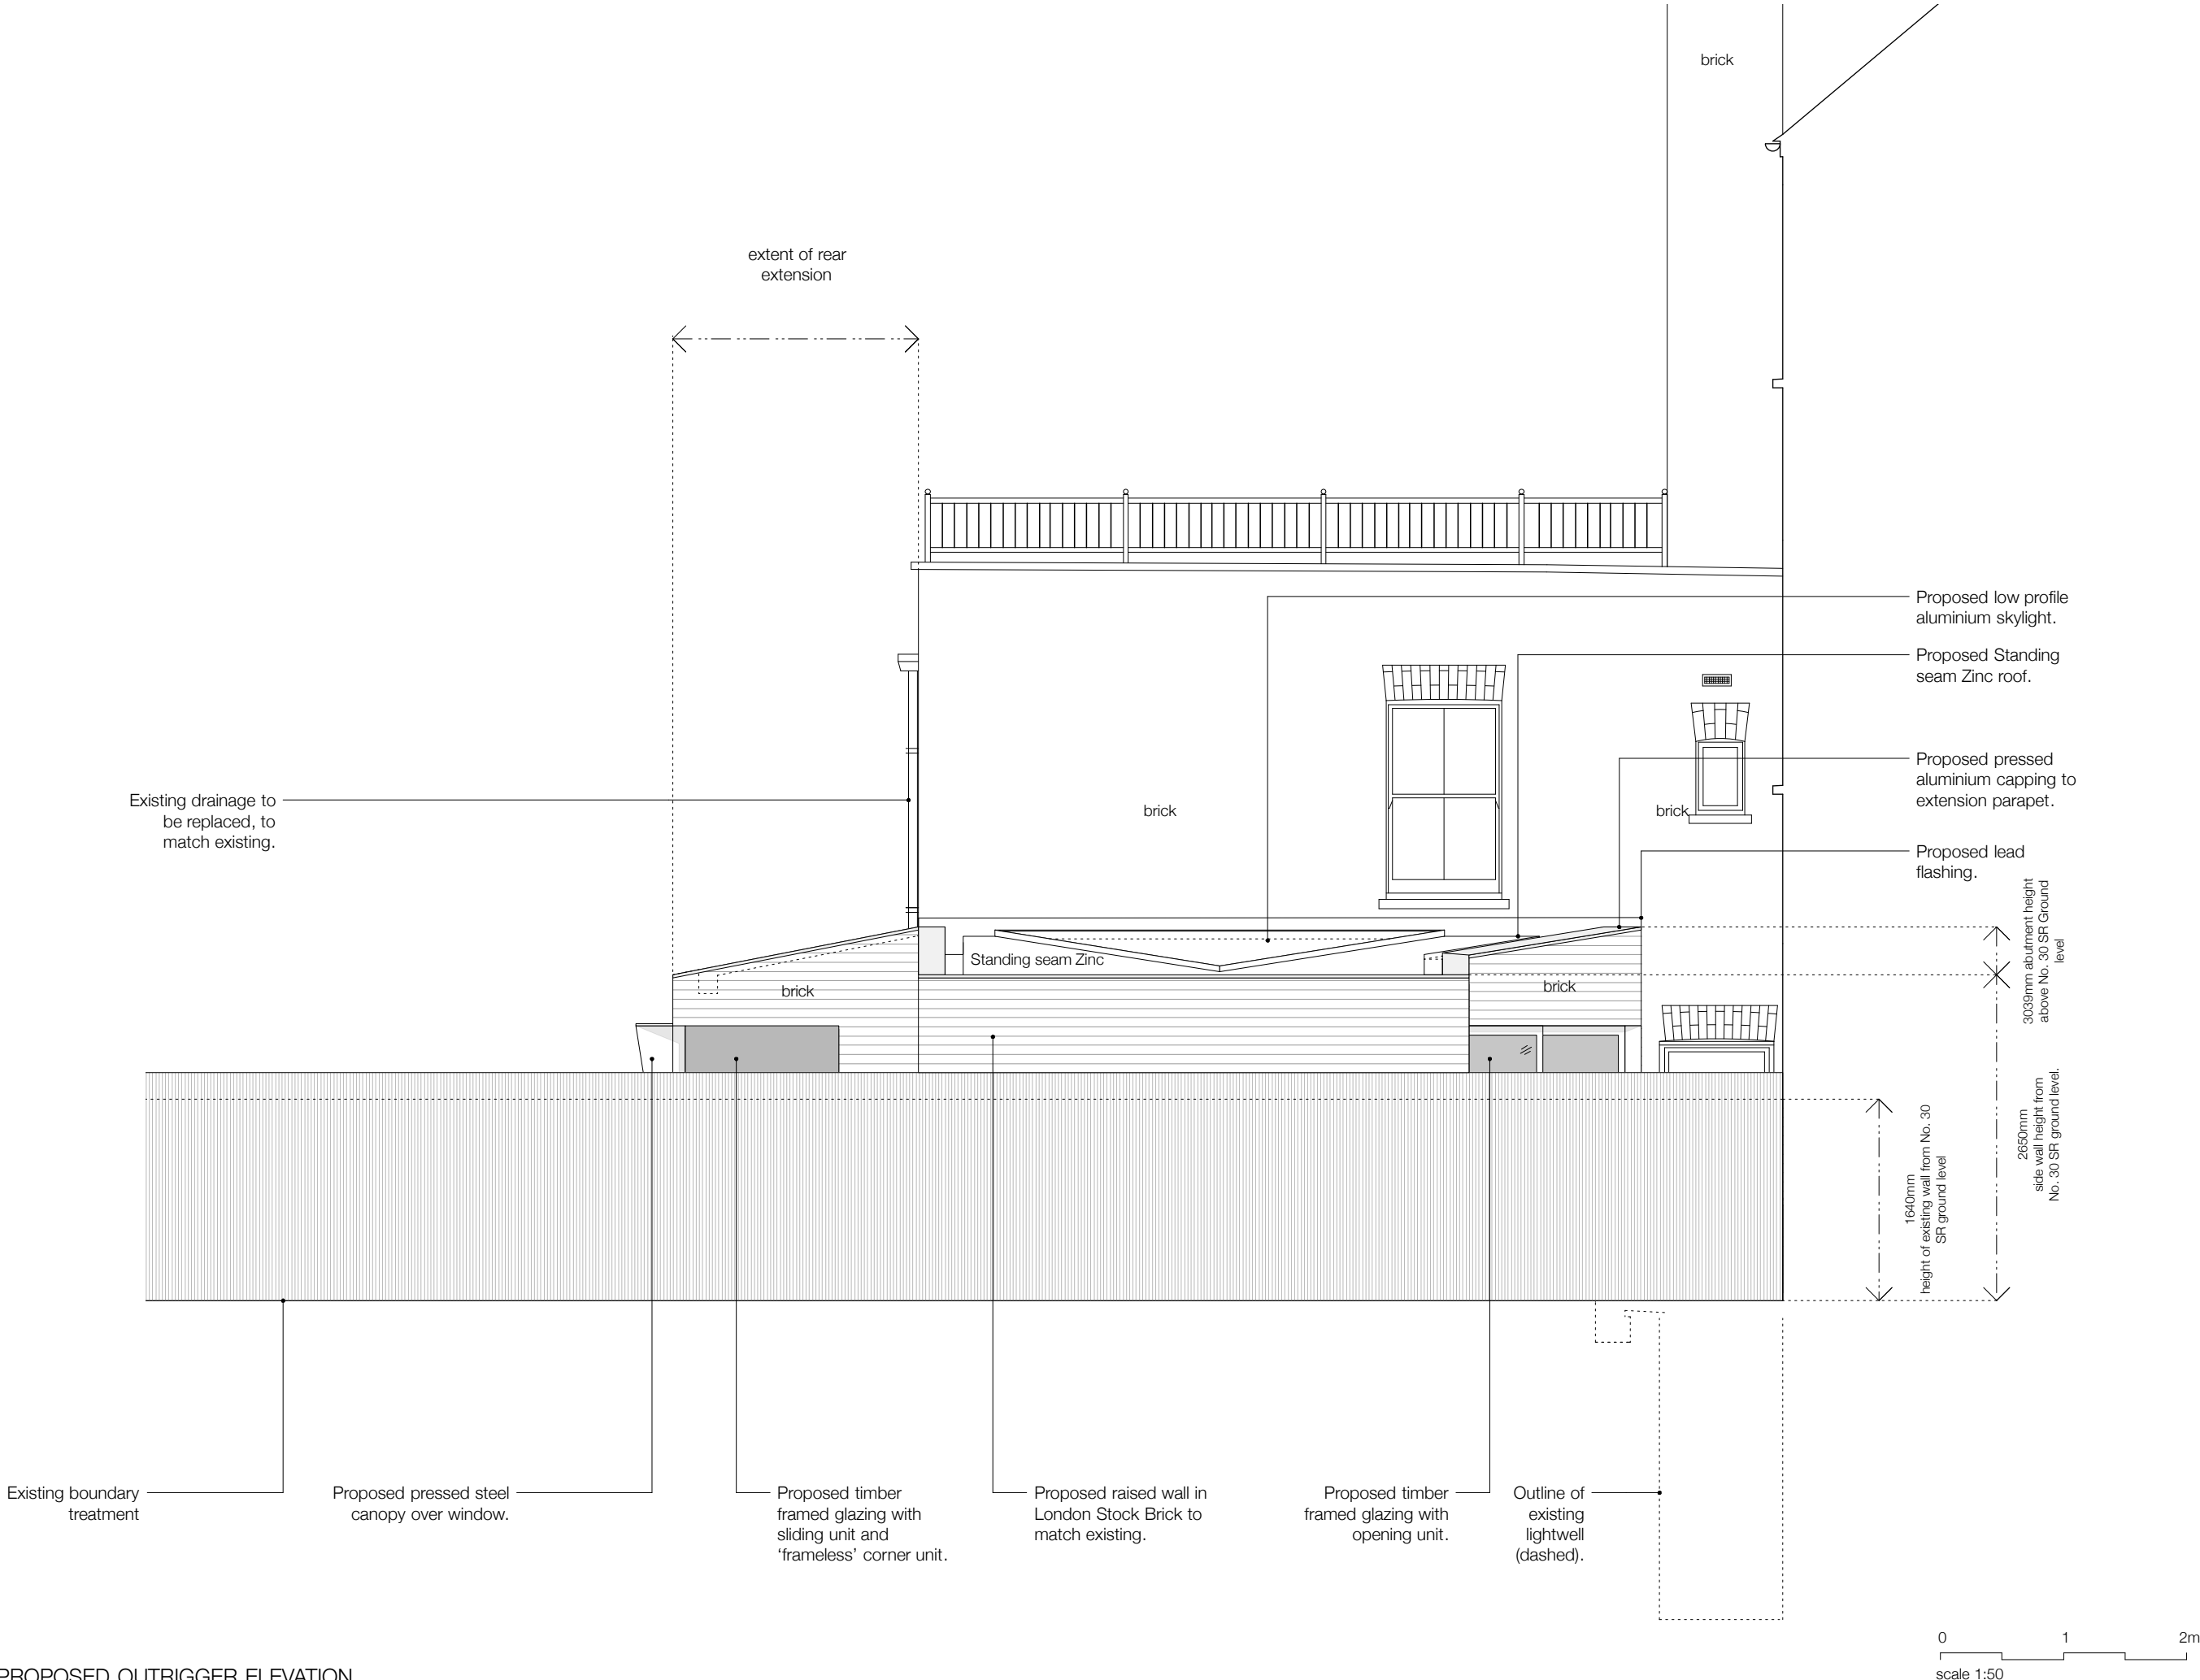 brick
extent of rear
extension
Proposed low profile
aluminium skylight.
Proposed Standing
seam Zinc roof.
Proposed pressed
aluminium capping to
extension parapet.
Existing drainage to
be replaced, to
match existing.
brick
brick
Proposed lead
flashing.
3039mm abutment height
above No. 30 SR Ground
level
Standing seam Zinc
brick
brick
2650mm
side wall height from
No. 30 SR ground level.
1640mm
height of existing wall from No. 30
SR ground level
Existing boundary
treatment
Proposed pressed steel
canopy over window.
Proposed timber
framed glazing with
sliding unit and
‘frameless’ corner unit.
Proposed raised wall in
London Stock Brick to
match existing.
Proposed timber
framed glazing with
opening unit.
Outline of
existing
lightwell
(dashed).
0 1 2m
scale 1:50
PROPOSED OUTRIGGER ELEVATION